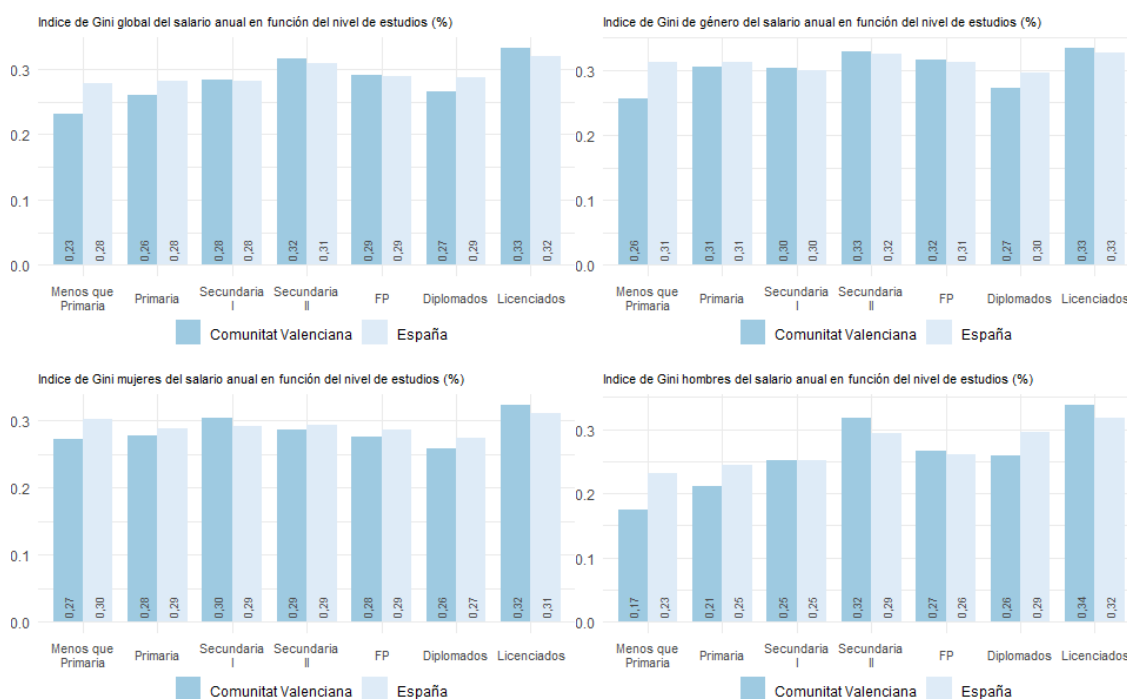 Indice de Gini global del salario anual en función del nivel de estudios (%)
0.3
0.2
0.1
0.0
0,23 0,28 0,26 0,28 0,28 0,28 0,32 0,31 0,29 0,29 0,27 0,29 0,33 0,32
Menos que Primaria Primaria Secundaria I Secundaria II FP Diplomados Licenciados
Comunitat Valenciana España
Indice de Gini de género del salario anual en función del nivel de estudios (%)
0.3
0.2
0.1
0.0
0,26 0,31 0,31 0,31 0,30 0,30 0,33 0,32 0,32 0,31 0,27 0,30 0,33 0,33
Menos que Primaria Primaria Secundaria I Secundaria II FP Diplomados Licenciados
Comunitat Valenciana España
Indice de Gini mujeres del salario anual en función del nivel de estudios (%)
0.3
0.2
0.1
0.0
0,27 0,30 0,28 0,29 0,30 0,29 0,29 0,29 0,28 0,29 0,26 0,27 0,32 0,31
Menos que Primaria Primaria Secundaria I Secundaria II FP Diplomados Licenciados
Comunitat Valenciana España
Indice de Gini hombres del salario anual en función del nivel de estudios (%)
0.3
0.2
0.1
0.0
0,17 0,23 0,21 0,25 0,25 0,25 0,32 0,29 0,27 0,26 0,26 0,29 0,34 0,32
Menos que Primaria Primaria Secundaria I Secundaria II FP Diplomados Licenciados
Comunitat Valenciana España